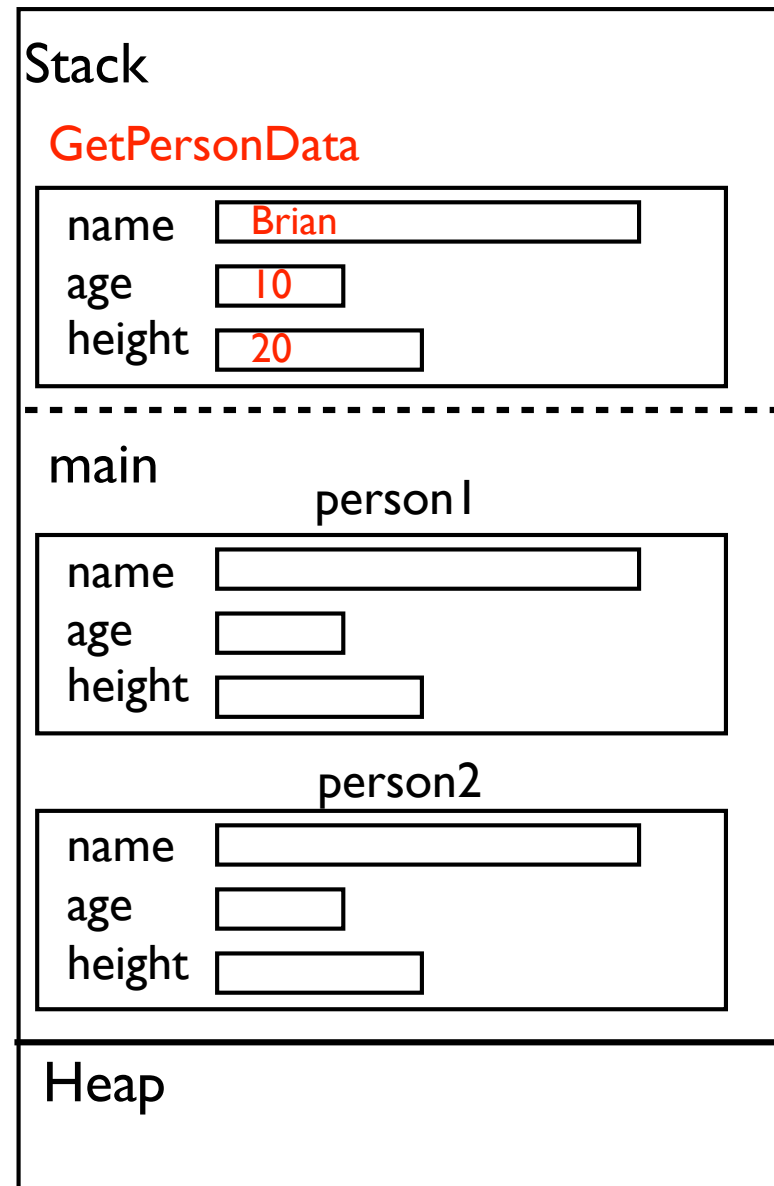 Stack
GetPersonData
name Brian
age 10
height 20
main
person1
name
age
height
person2
name
age
height
Heap